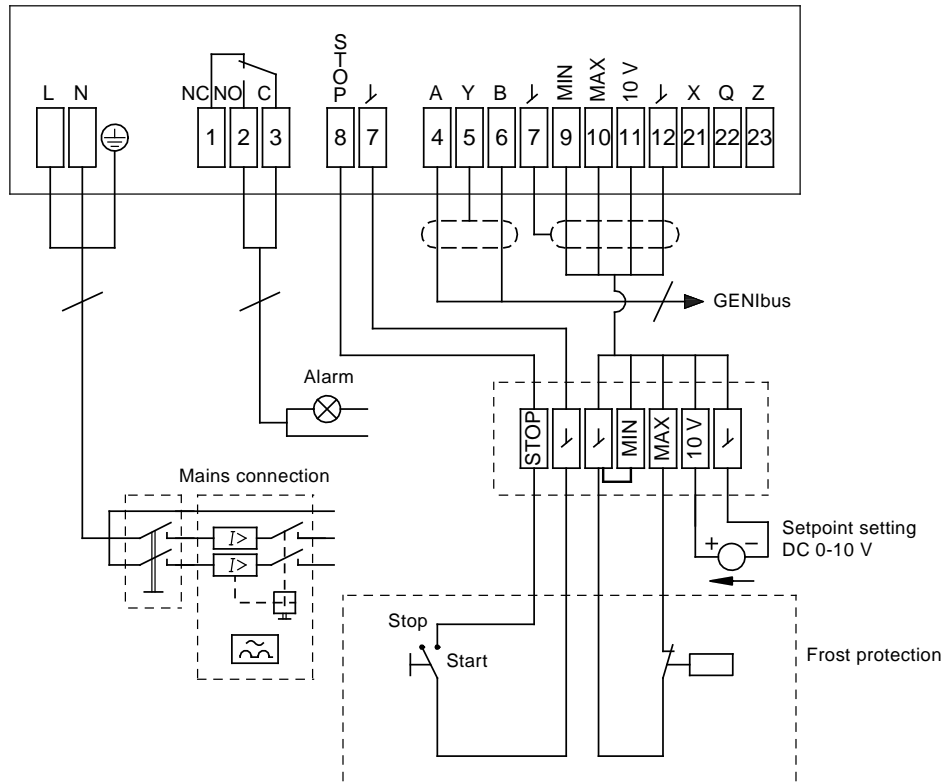 STOP
L N NC NO C A Y B MIN MAX 10 V X Q Z
1 2 3 8 7 4 5 6 7 9 10 11 12 21 22 23
GENIbus
Alarm
STOP MIN MAX 10 V
Mains connection
I>
I>
+ −
Setpoint setting
DC 0-10 V
Stop
Start
Frost protection